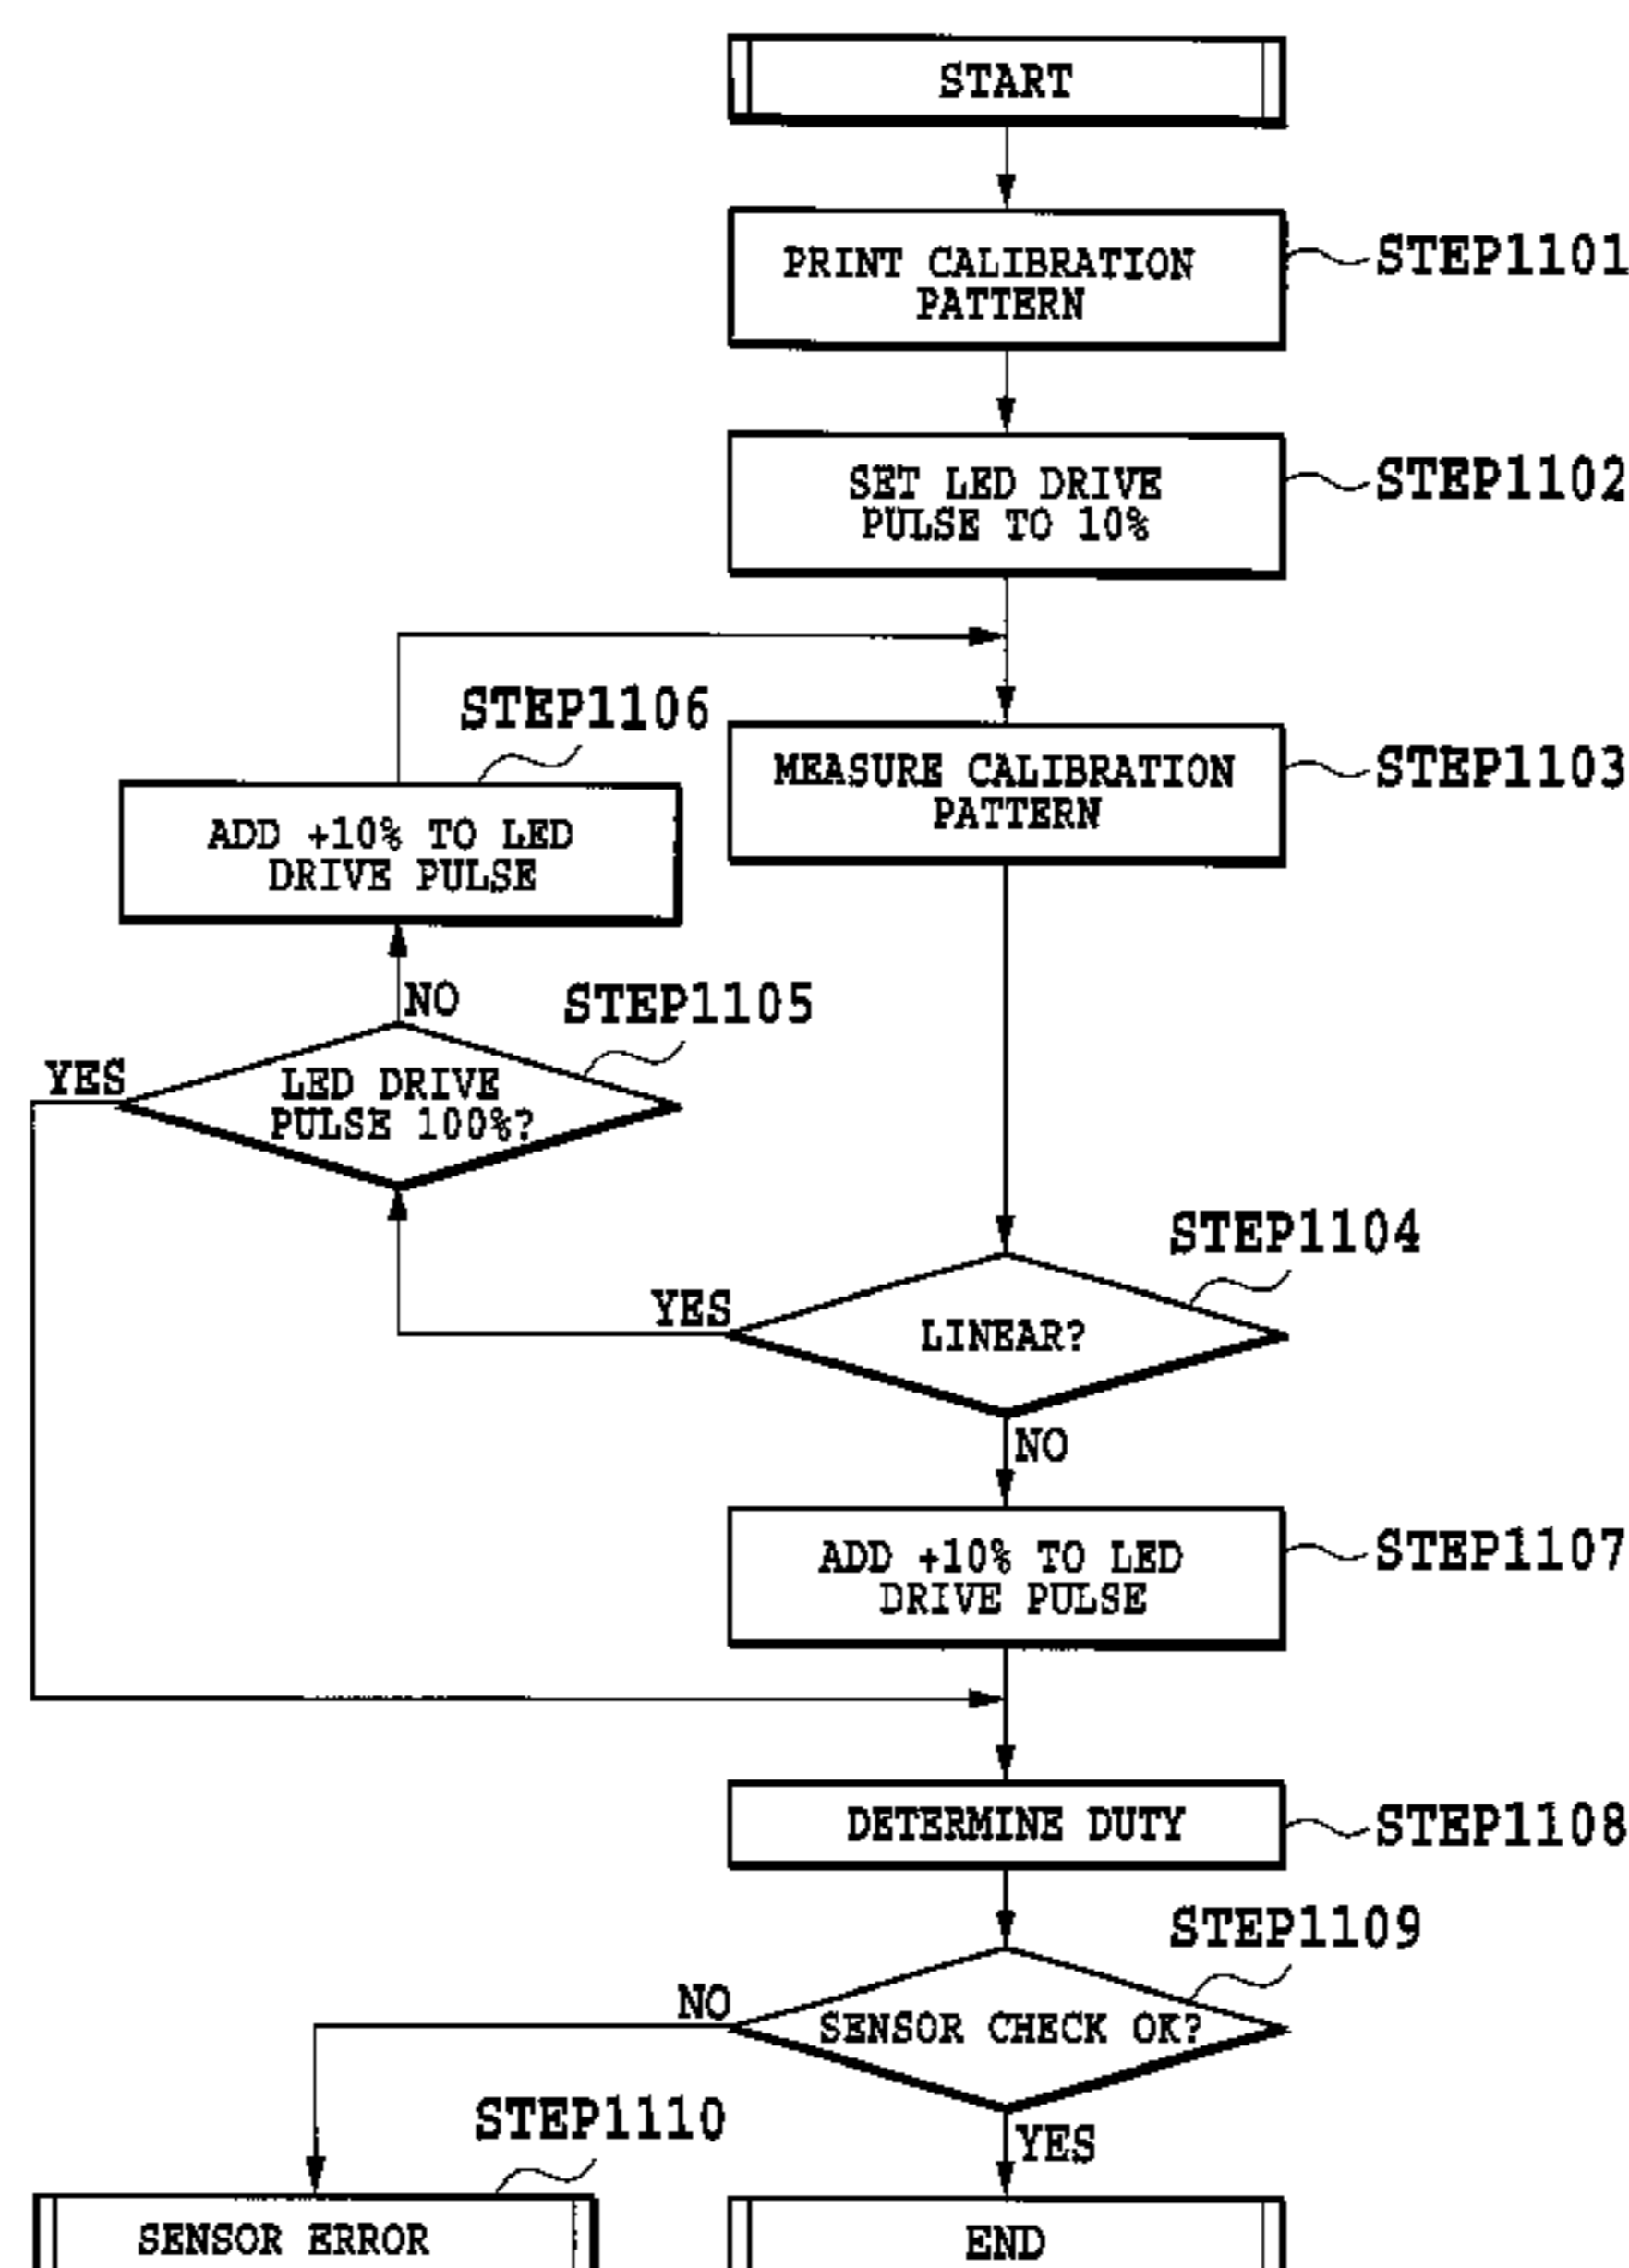 START
PRINT CALIBRATION
PATTERN
STEP1101
SET LED DRIVE
PULSE TO 10%
STEP1102
STEP1106
MEASURE CALIBRATION
PATTERN
STEP1103
ADD +10% TO LED
DRIVE PULSE
NO
STEP1105
YES
LED DRIVE
PULSE 100%?
STEP1104
YES
LINEAR?
NO
ADD +10% TO LED
DRIVE PULSE
STEP1107
DETERMINE DUTY
STEP1108
STEP1109
NO
SENSOR CHECK OK?
STEP1110
YES
SENSOR ERROR
END